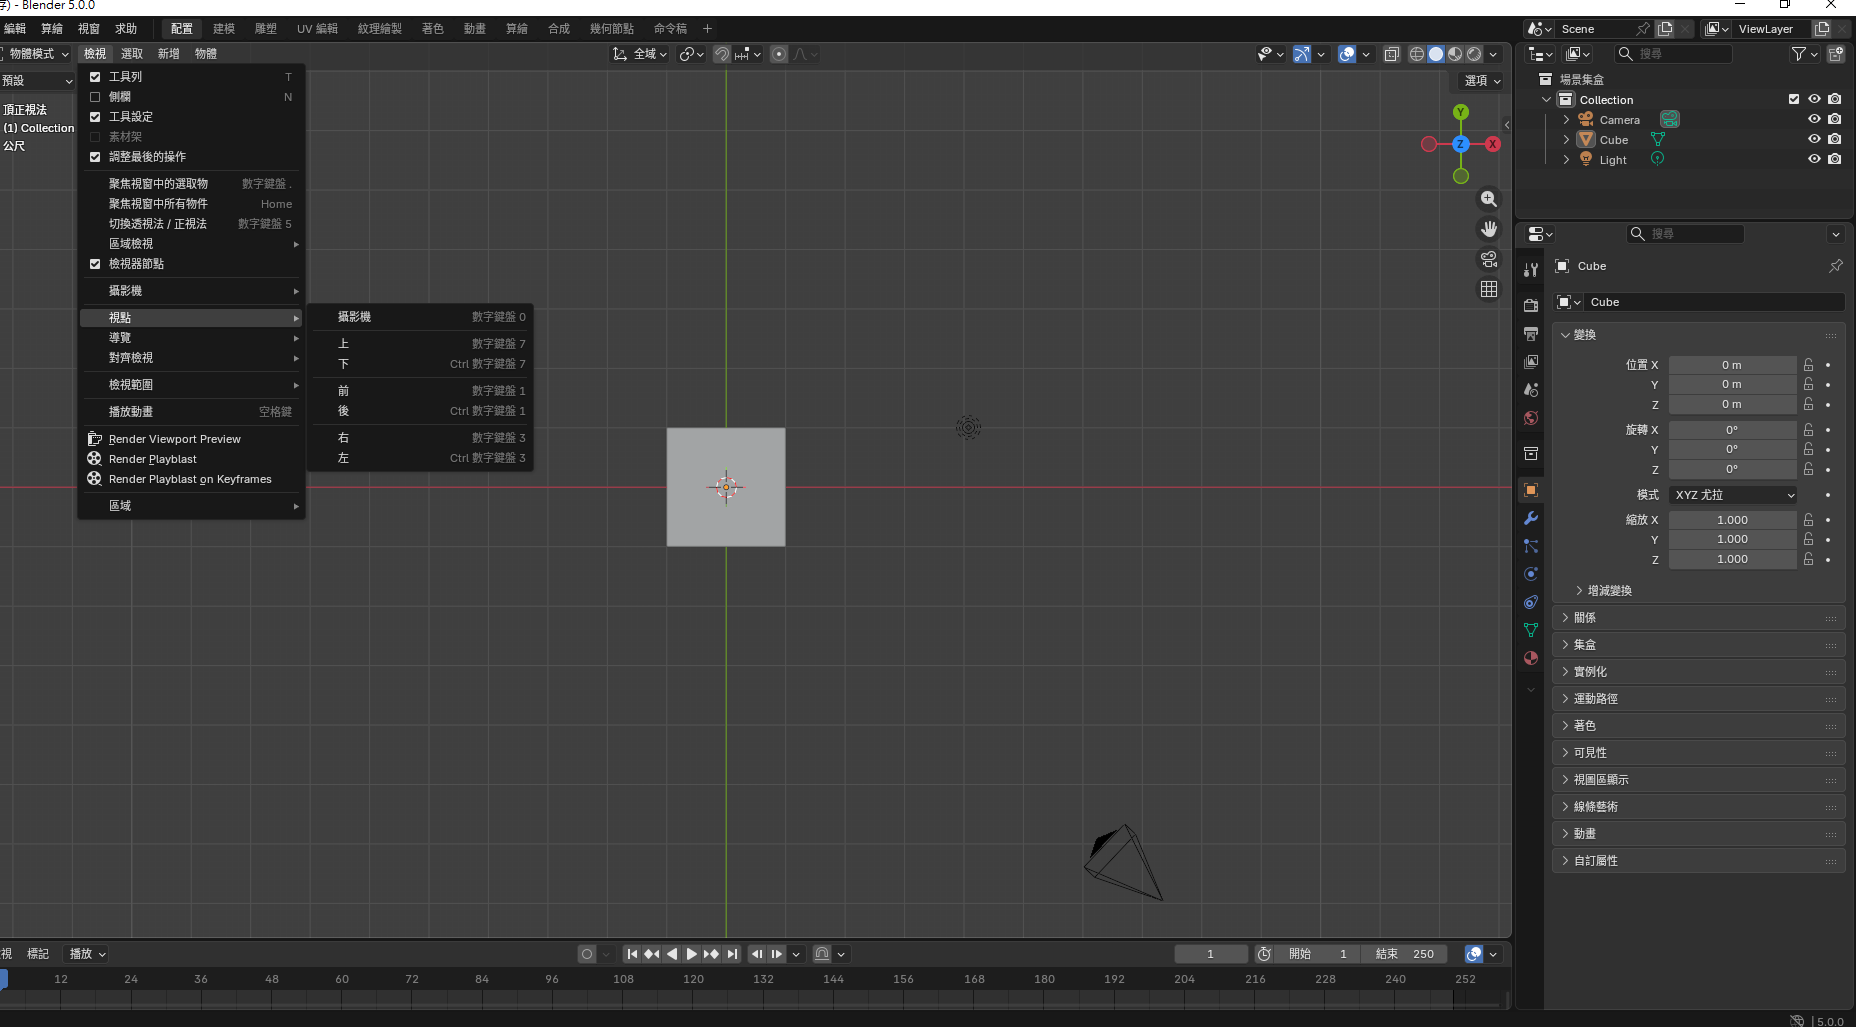 存) - Blender 5.0.0
編輯 算繪 視窗 求助 配置 建模 雕塑 UV 編輯 紋理繪製 著色 動畫 算繪 合成 幾何節點 命令稿 Scene ViewLayer
物體模式 檢視 選取 新增 物體 全域 搜尋
預設 選項
頂正視法
(1) Collection
公尺
工具列 T
側欄 N
工具設定
素材架
調整最後的操作
聚焦視窗中的選取物 數字鍵盤 .
聚焦視窗中所有物件 Home
切換透視法 / 正視法 數字鍵盤 5
區域檢視
檢視器節點
攝影機
視點
導覽
對齊檢視
檢視範圍
播放動畫 空格鍵
Render Viewport Preview
Render Playblast
Render Playblast on Keyframes
區域
攝影機 數字鍵盤 0
上 數字鍵盤 7
下 Ctrl 數字鍵盤 7
前 數字鍵盤 1
後 Ctrl 數字鍵盤 1
右 數字鍵盤 3
左 Ctrl 數字鍵盤 3
Y
Z X
場景集盒
Collection
Camera
Cube
Light
搜尋
Cube
Cube
變換
位置 X 0 m
Y 0 m
Z 0 m
旋轉 X 0°
Y 0°
Z 0°
模式 XYZ 尤拉
縮放 X 1.000
Y 1.000
Z 1.000
增減變換
關係
集盒
實例化
運動路徑
著色
可見性
視圖區顯示
線條藝術
動畫
自訂屬性
視 標記 播放 1 開始 1 結束 250
12 24 36 48 60 72 84 96 108 120 132 144 156 168 180 192 204 216 228 240 252
5.0.0